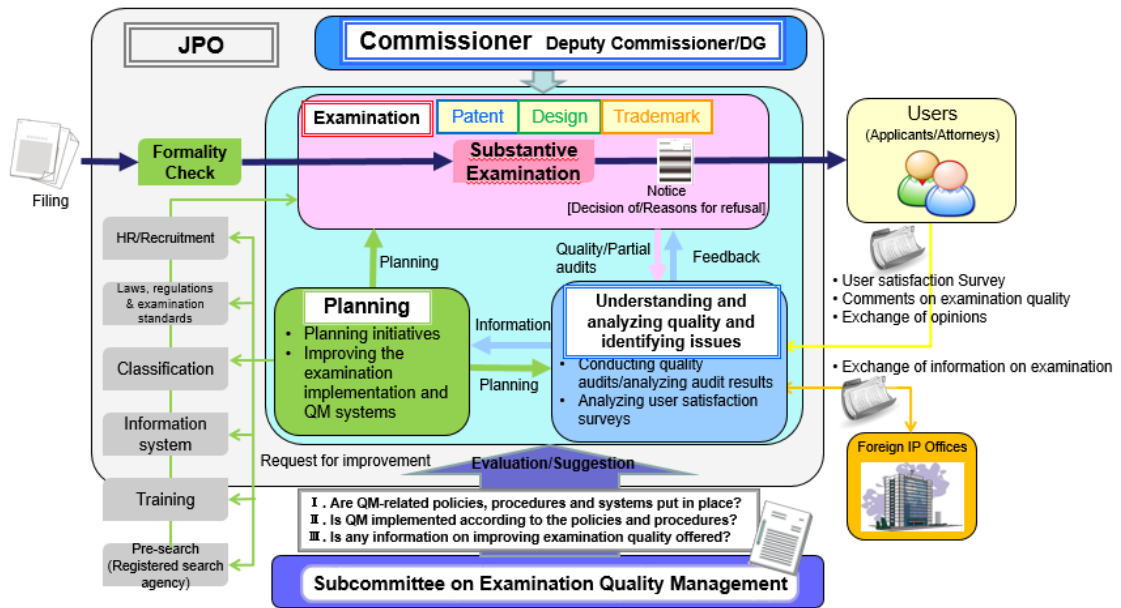 JPO
Commissioner Deputy Commissioner/DG
Examination
Patent
Design
Trademark
Users
(Applicants/Attorneys)
Filing
Formality
Check
Substantive
Examination
Notice
[Decision of/Reasons for refusal]
HR/Recruitment
Laws, regulations
& examination
standards
Classification
Information
system
Training
Pre-search
(Registered search
agency)
Planning
Quality/Partial
audits
Feedback
Planning
• Planning initiatives
• Improving the
examination
implementation and
QM systems
Information
Planning
Understanding and
analyzing quality and
identifying issues
• Conducting quality
audits/analyzing audit results
• Analyzing user satisfaction
surveys
• User satisfaction Survey
• Comments on examination quality
• Exchange of opinions
• Exchange of information on examination
Foreign IP Offices
Request for improvement
Evaluation/Suggestion
Ⅰ. Are QM-related policies, procedures and systems put in place?
Ⅱ. Is QM implemented according to the policies and procedures?
Ⅲ. Is any information on improving examination quality offered?
Subcommittee on Examination Quality Management